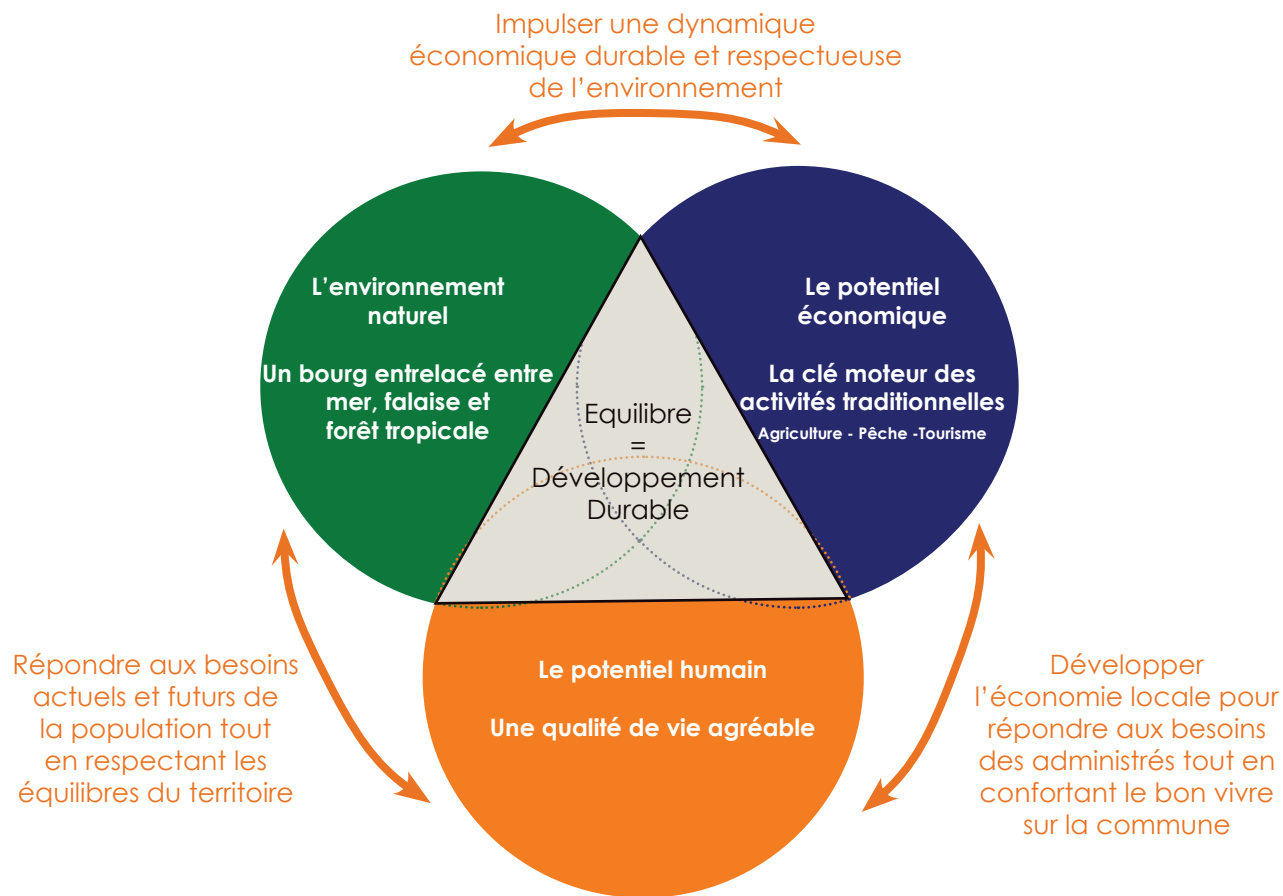 Impulser une dynamique
économique durable et respectueuse
de l'environnement
L'environnement
naturel
Un bourg entrelacé entre
mer, falaise et
forêt tropicale
Le potentiel
économique
La clé moteur des
activités traditionnelles
Agriculture - Pêche -Tourisme
Equilibre
=
Développement
Durable
Le potentiel humain
Une qualité de vie agréable
Répondre aux besoins
actuels et futurs de
la population tout
en respectant les
équilibres du territoire
Développer
l'économie locale pour
répondre aux besoins
des administrés tout en
confortant le bon vivre
sur la commune